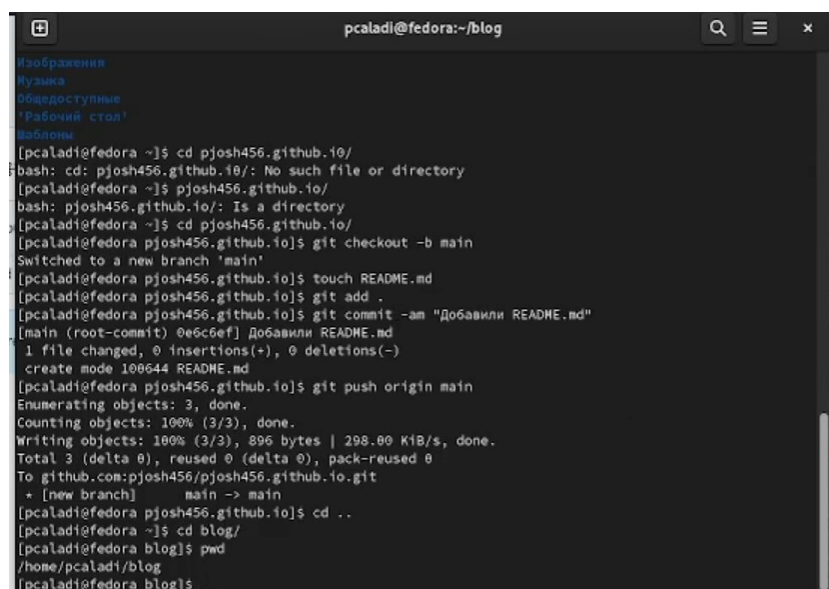 pcaladi@fedora:~/blog
Изображения
Музыка
Общедоступные
'Рабочий стол'
Шаблоны
[pcaladi@fedora ~]$ cd pjosh456.github.i0/
bash: cd: pjosh456.github.i0/: No such file or directory
[pcaladi@fedora ~]$ pjosh456.github.io/
bash: pjosh456.github.io/: Is a directory
[pcaladi@fedora ~]$ cd pjosh456.github.io/
[pcaladi@fedora pjosh456.github.io]$ git checkout -b main
Switched to a new branch 'main'
[pcaladi@fedora pjosh456.github.io]$ touch README.md
[pcaladi@fedora pjosh456.github.io]$ git add .
[pcaladi@fedora pjosh456.github.io]$ git commit -am "Добавили README.md"
[main (root-commit) 0e6c6ef] Добавили README.md
1 file changed, 0 insertions(+), 0 deletions(-)
create mode 100644 README.md
[pcaladi@fedora pjosh456.github.io]$ git push origin main
Enumerating objects: 3, done.
Counting objects: 100% (3/3), done.
Writing objects: 100% (3/3), 896 bytes | 298.00 KiB/s, done.
Total 3 (delta 0), reused 0 (delta 0), pack-reused 0
To github.com:pjosh456/pjosh456.github.io.git
* [new branch] main -> main
[pcaladi@fedora pjosh456.github.io]$ cd ..
[pcaladi@fedora ~]$ cd blog/
[pcaladi@fedora blog]$ pwd
/home/pcaladi/blog
[pcaladi@fedora blog]$